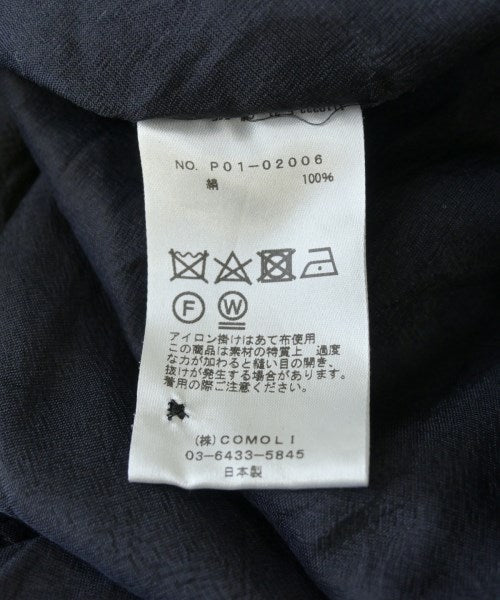 NO. P01-02006
絹 100%
F W
アイロン掛けはあて布使用
この商品は素材の特質上 過度
な力が加わると縫い目の開き、
抜けが発生する場合があります。
着用の際ご注意ください。
(株)COMOLI
03-6433-5845
日本製